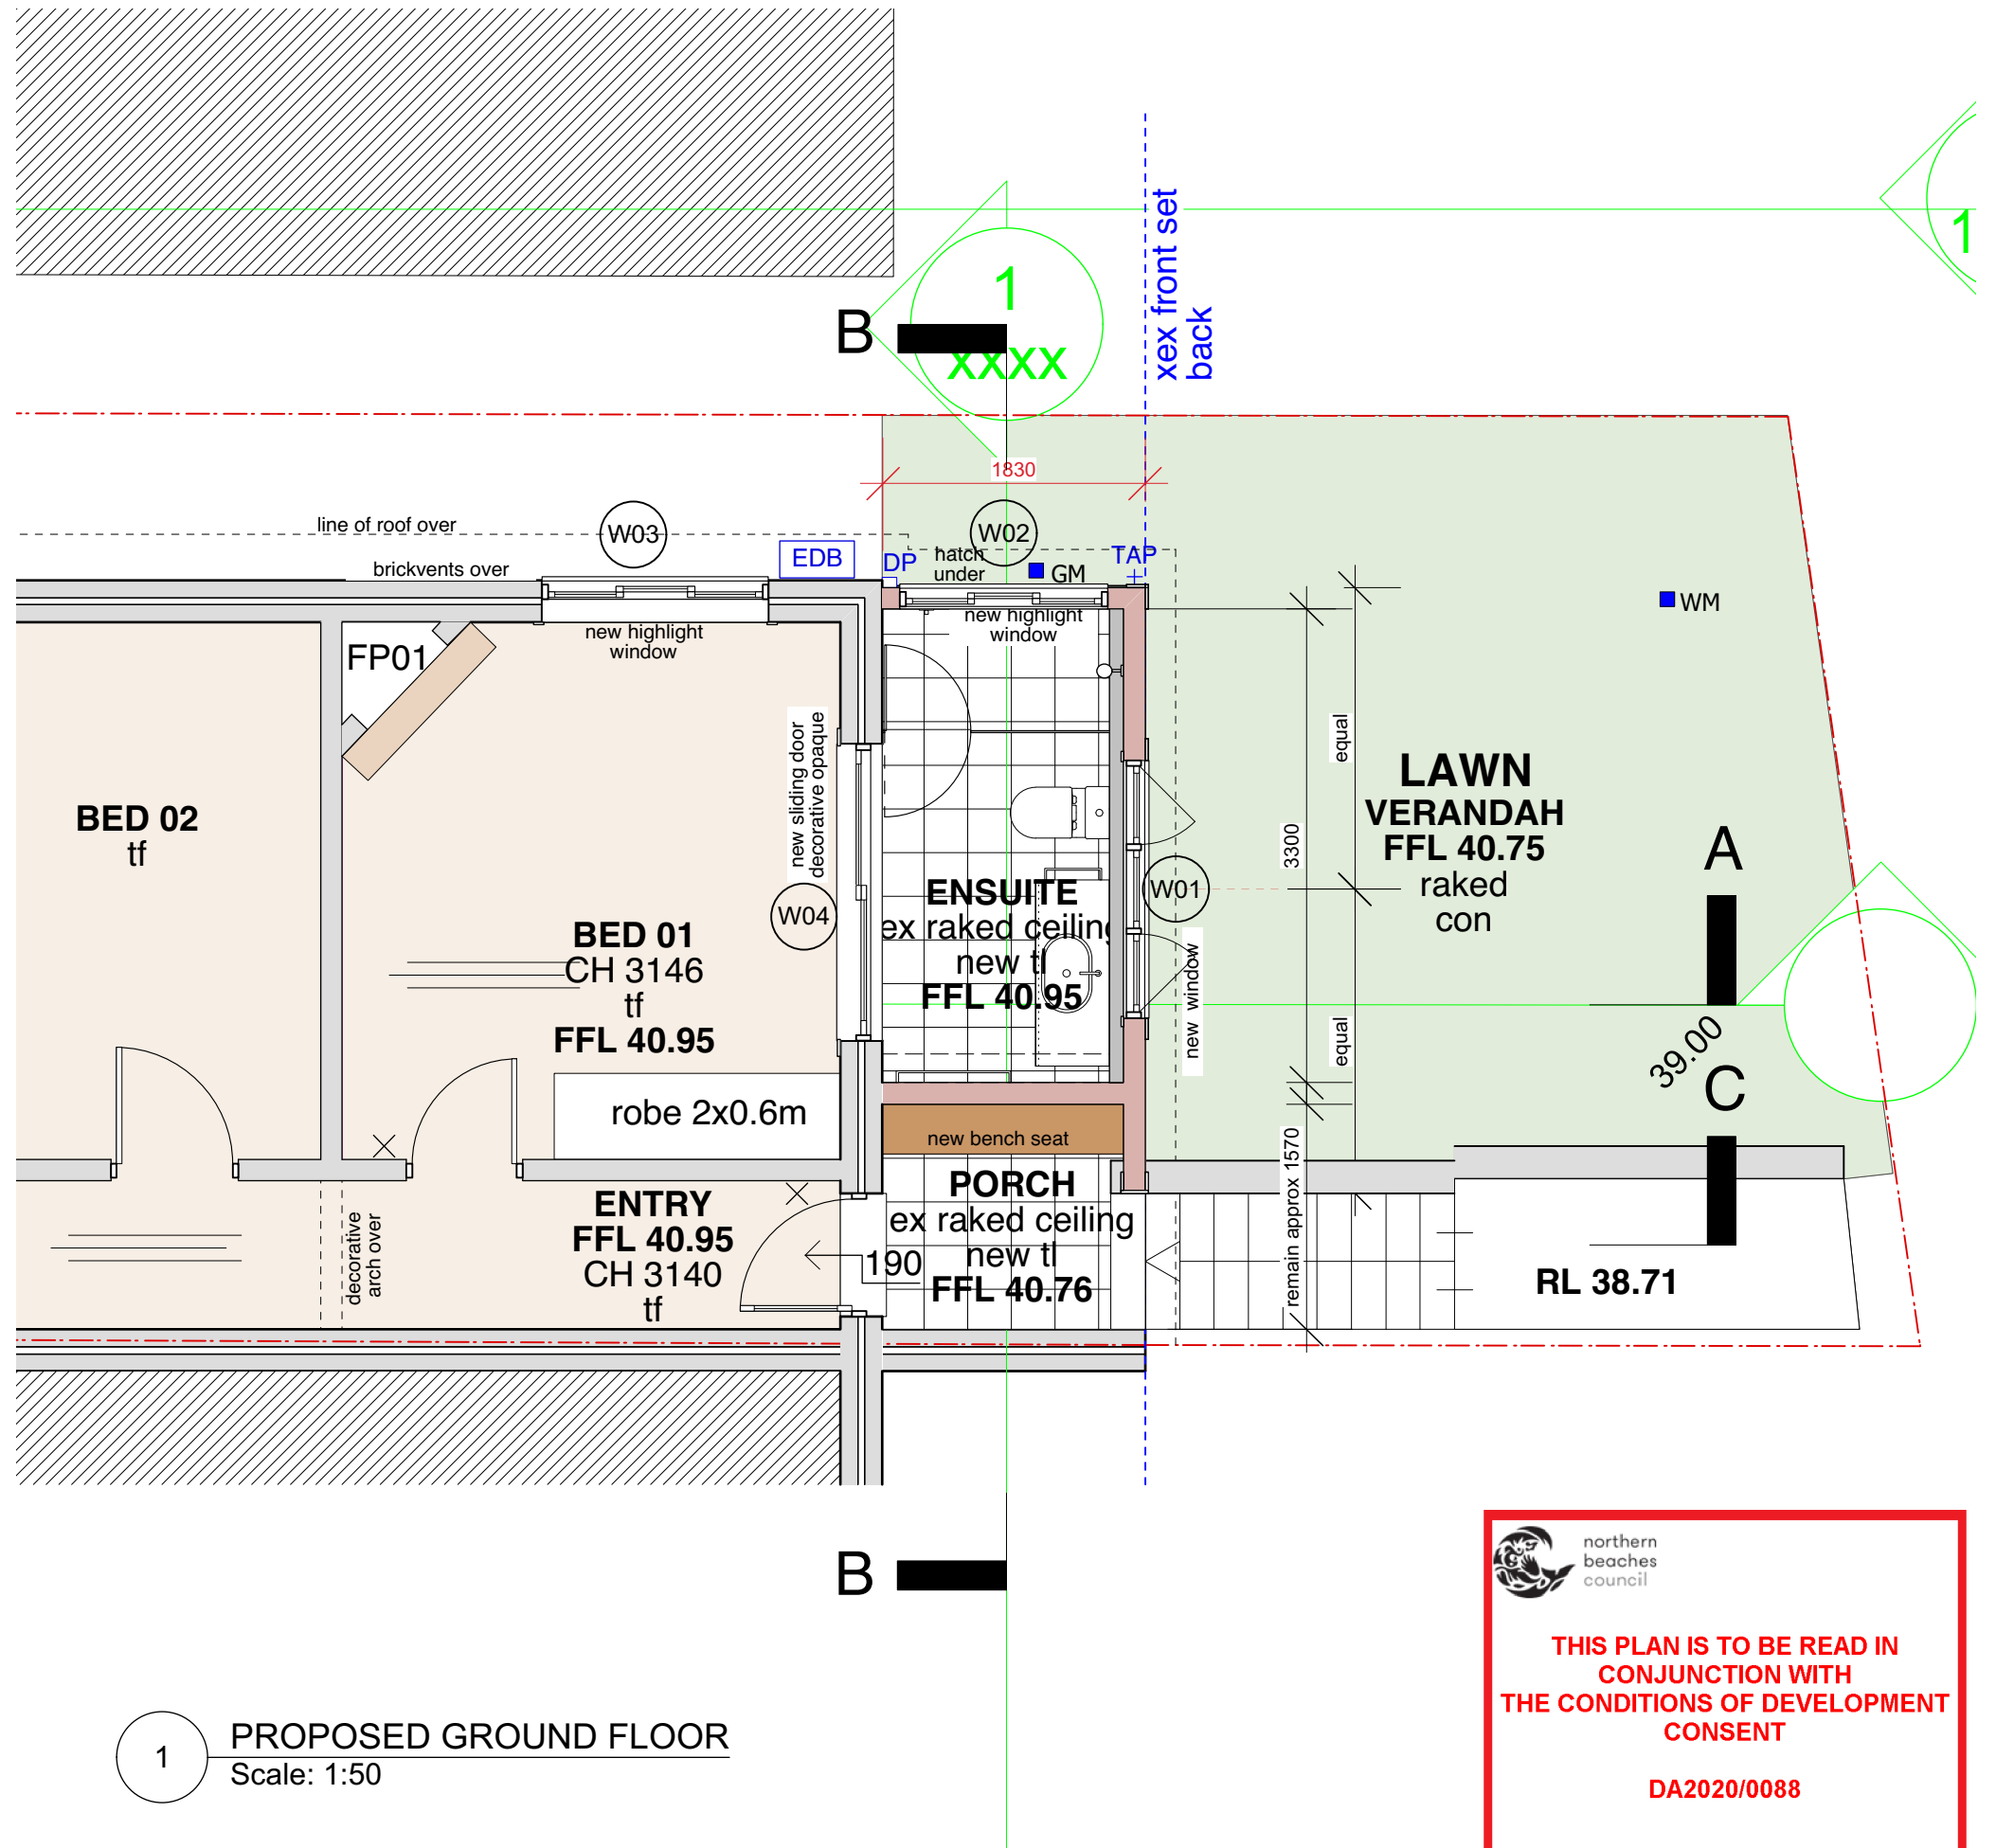 1
xxxx
xex front set
back
1
B
1830
line of roof over
W03
W02
brickvents over
EDB
DP
hatch
under
GM
TAP
WM
new highlight
window
new highlight
window
FP01
new sliding door
decorative opaque
equal
3300
LAWN
VERANDAH
FFL 40.75
raked
con
BED 02
tf
A
W04
W01
ENSUITE
ex raked ceiling
new tl
FFL 40.95
BED 01
CH 3146
tf
FFL 40.95
new window
equal
39.00
C
robe 2x0.6m
new bench seat
remain approx 1570
PORCH
ex raked ceiling
new tl
FFL 40.76
ENTRY
FFL 40.95
CH 3140
tf
decorative
arch over
190
RL 38.71
B
northern
beaches
council
THIS PLAN IS TO BE READ IN
CONJUNCTION WITH
THE CONDITIONS OF DEVELOPMENT
CONSENT
DA2020/0088
1
PROPOSED GROUND FLOOR
Scale: 1:50